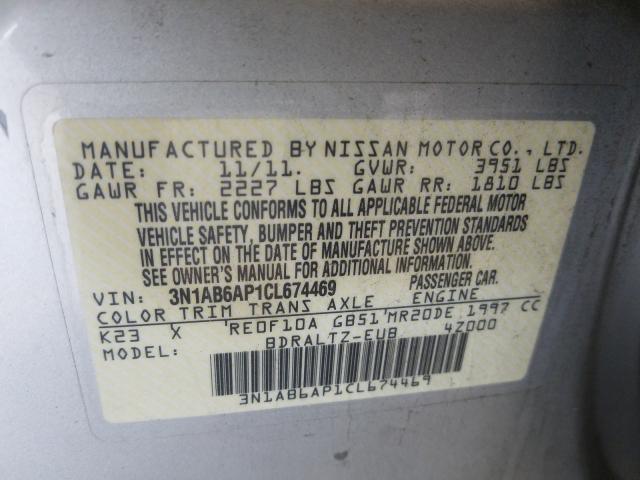 MANUFACTURED BY NISSAN MOTOR CO., LTD.
DATE: 11/11. GVWR: 3951 LBS
GAWR FR: 2227 LBS GAWR RR: 1810 LBS
THIS VEHICLE CONFORMS TO ALL APPLICABLE FEDERAL MOTOR
VEHICLE SAFETY, BUMPER AND THEFT PREVENTION STANDARDS
IN EFFECT ON THE DATE OF MANUFACTURE SHOWN ABOVE.
SEE OWNER'S MANUAL FOR ADDITIONAL INFORMATION.
VIN: 3N1AB6AP1CL674469 PASSENGER CAR.
COLOR TRIM TRANS AXLE ENGINE
K23 X RE0F10A GB51 MR20DE 1997 CC
MODEL: BDRALTZ-EUB 4Z000
3N1AB6AP1CL674469